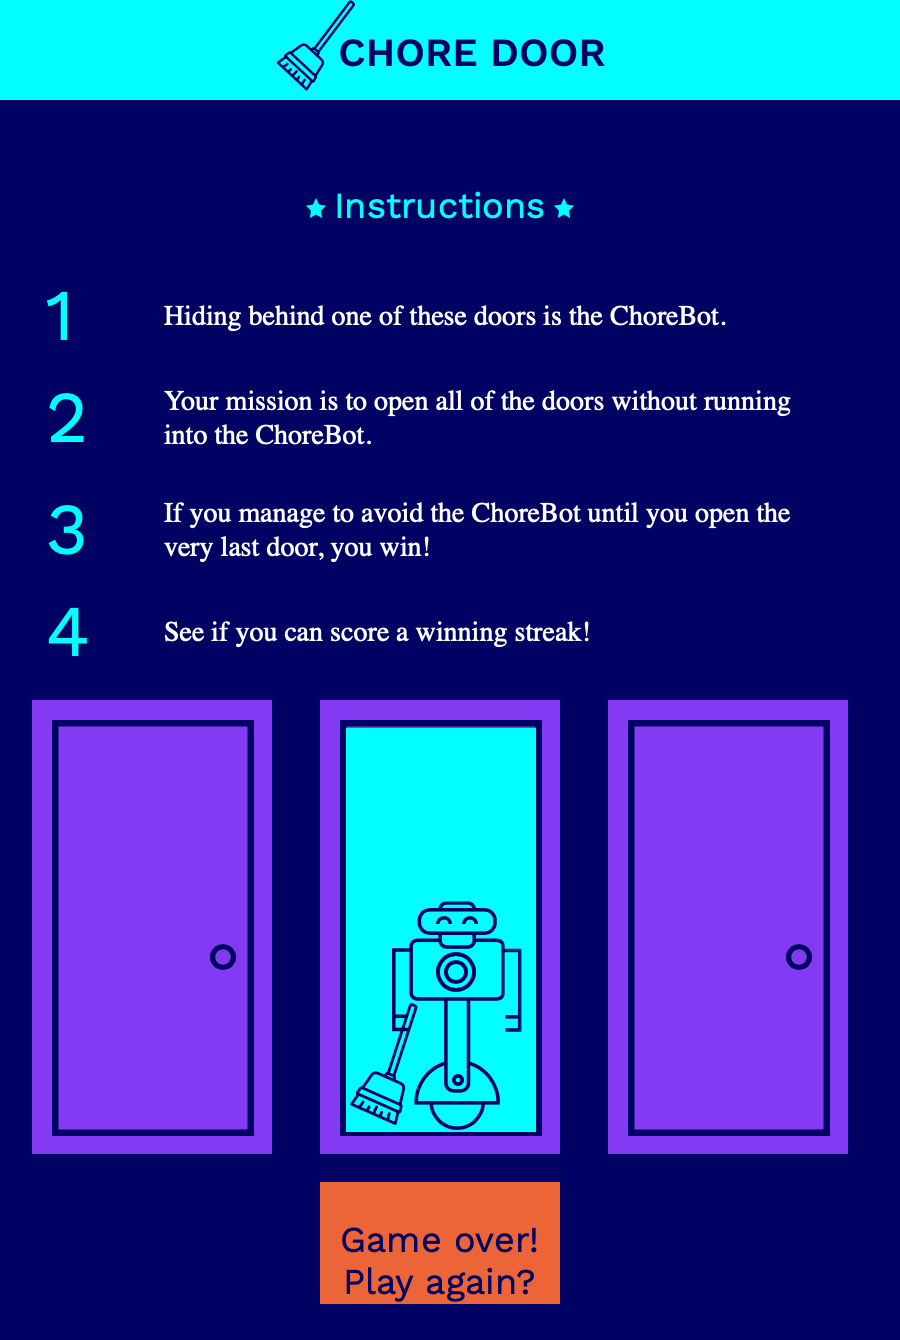 CHORE DOOR
Instructions
1
Hiding behind one of these doors is the ChoreBot.
2
Your mission is to open all of the doors without running
into the ChoreBot.
3
If you manage to avoid the ChoreBot until you open the
very last door, you win!
4
See if you can score a winning streak!
Game over!
Play again?